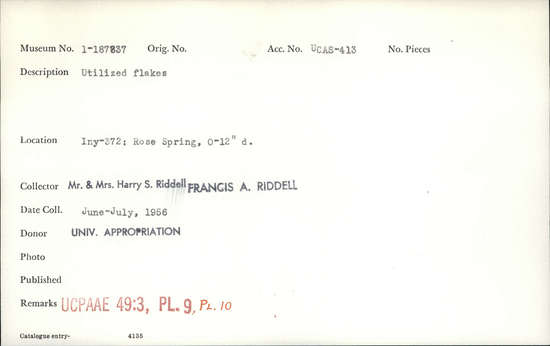 Museum No. 1-187837 Orig. No. Acc. No. UCAS-413 No. Pieces
Description Utilized flakes
Location Iny-372; Rose Spring, 0-12" d.
Collector Mr. & Mrs. Harry S. Riddell FRANCIS A. RIDDELL
Date Coll. June-July, 1956
Donor UNIV. APPROPRIATION
Photo
Published
Remarks UCPAAE 49:3, PL. 9, PL. 10
Catalogue entry- 4135